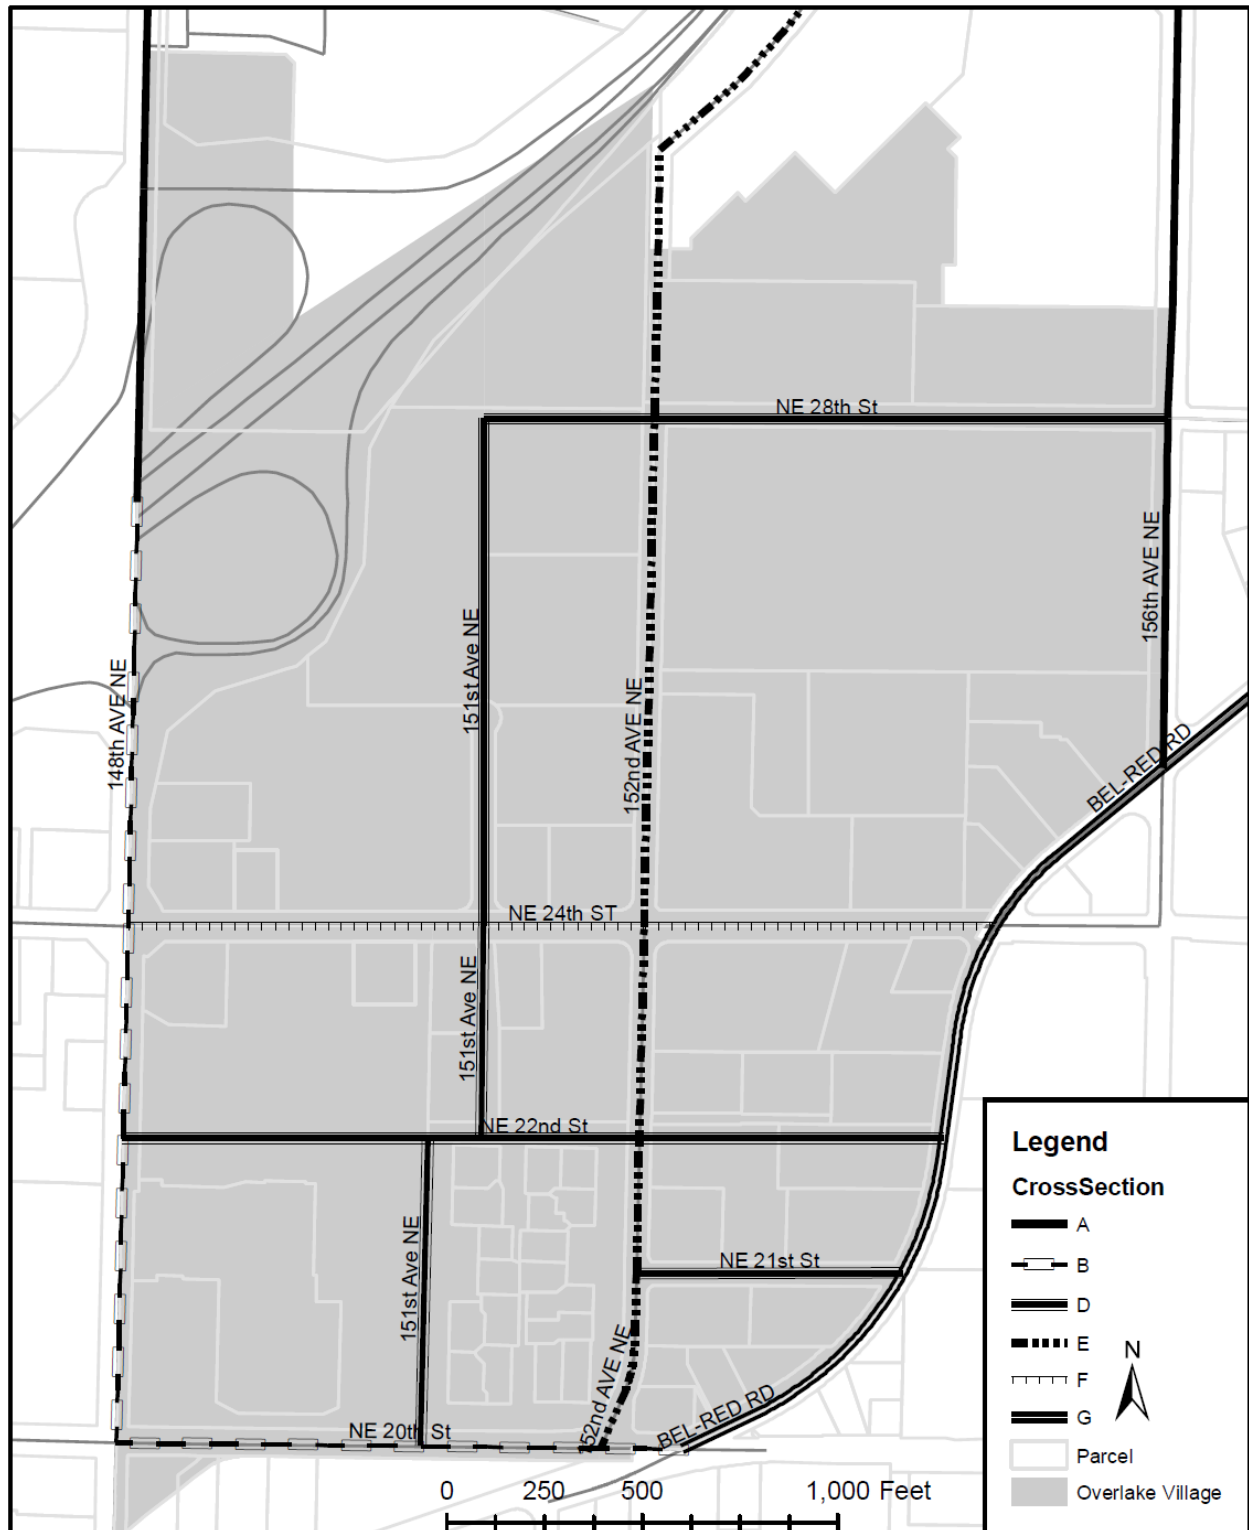 NE 28th St
156th AVE NE
151st Ave NE
148th AVE NE
152nd AVE NE
BEL-RED RD
NE 24th ST
151st Ave NE
NE 22nd St
151st Ave NE
NE 21st St
152nd AVE NE
BEL-RED RD
NE 20th St
Legend
CrossSection
A
B
D
E
F
G
N
Parcel
Overlake Village
0 250 500 1,000 Feet